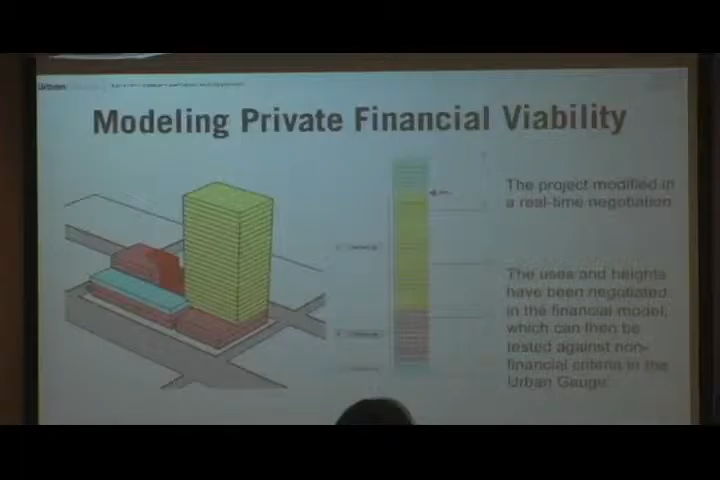 Urban
Modeling Private Financial Viability
The project modified in
a real-time negotiation
The uses and heights
have been negotiated
in the financial model,
which can then be
tested against non-
financial criteria in the
Urban Gauge.